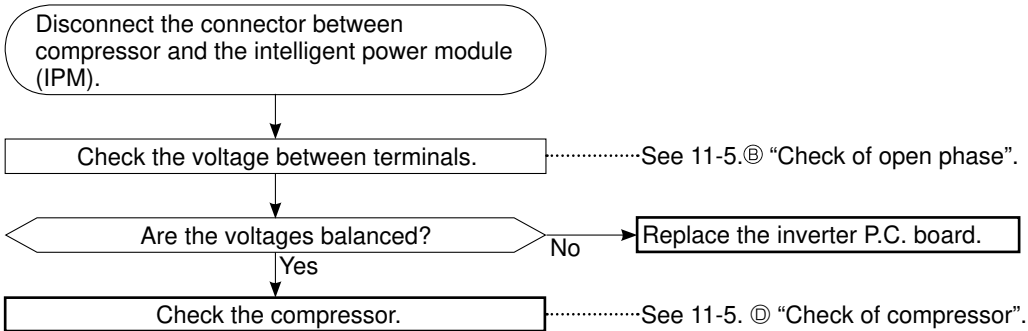 Disconnect the connector between
compressor and the intelligent power module
(IPM).
Check the voltage between terminals.
See 11-5.Ⓑ “Check of open phase”.
Are the voltages balanced?
No
Replace the inverter P.C. board.
Yes
Check the compressor.
See 11-5. Ⓓ “Check of compressor”.